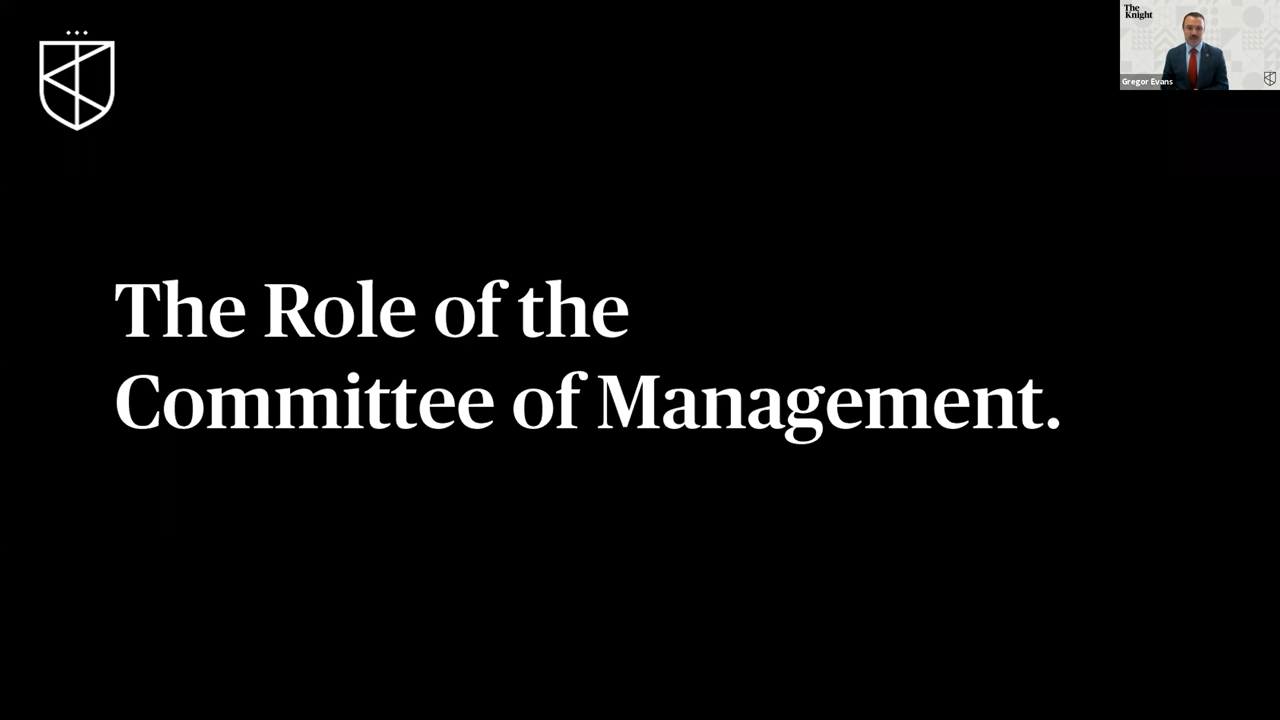 The
Knight
Gregor Evans
The Role of the
Committee of Management.